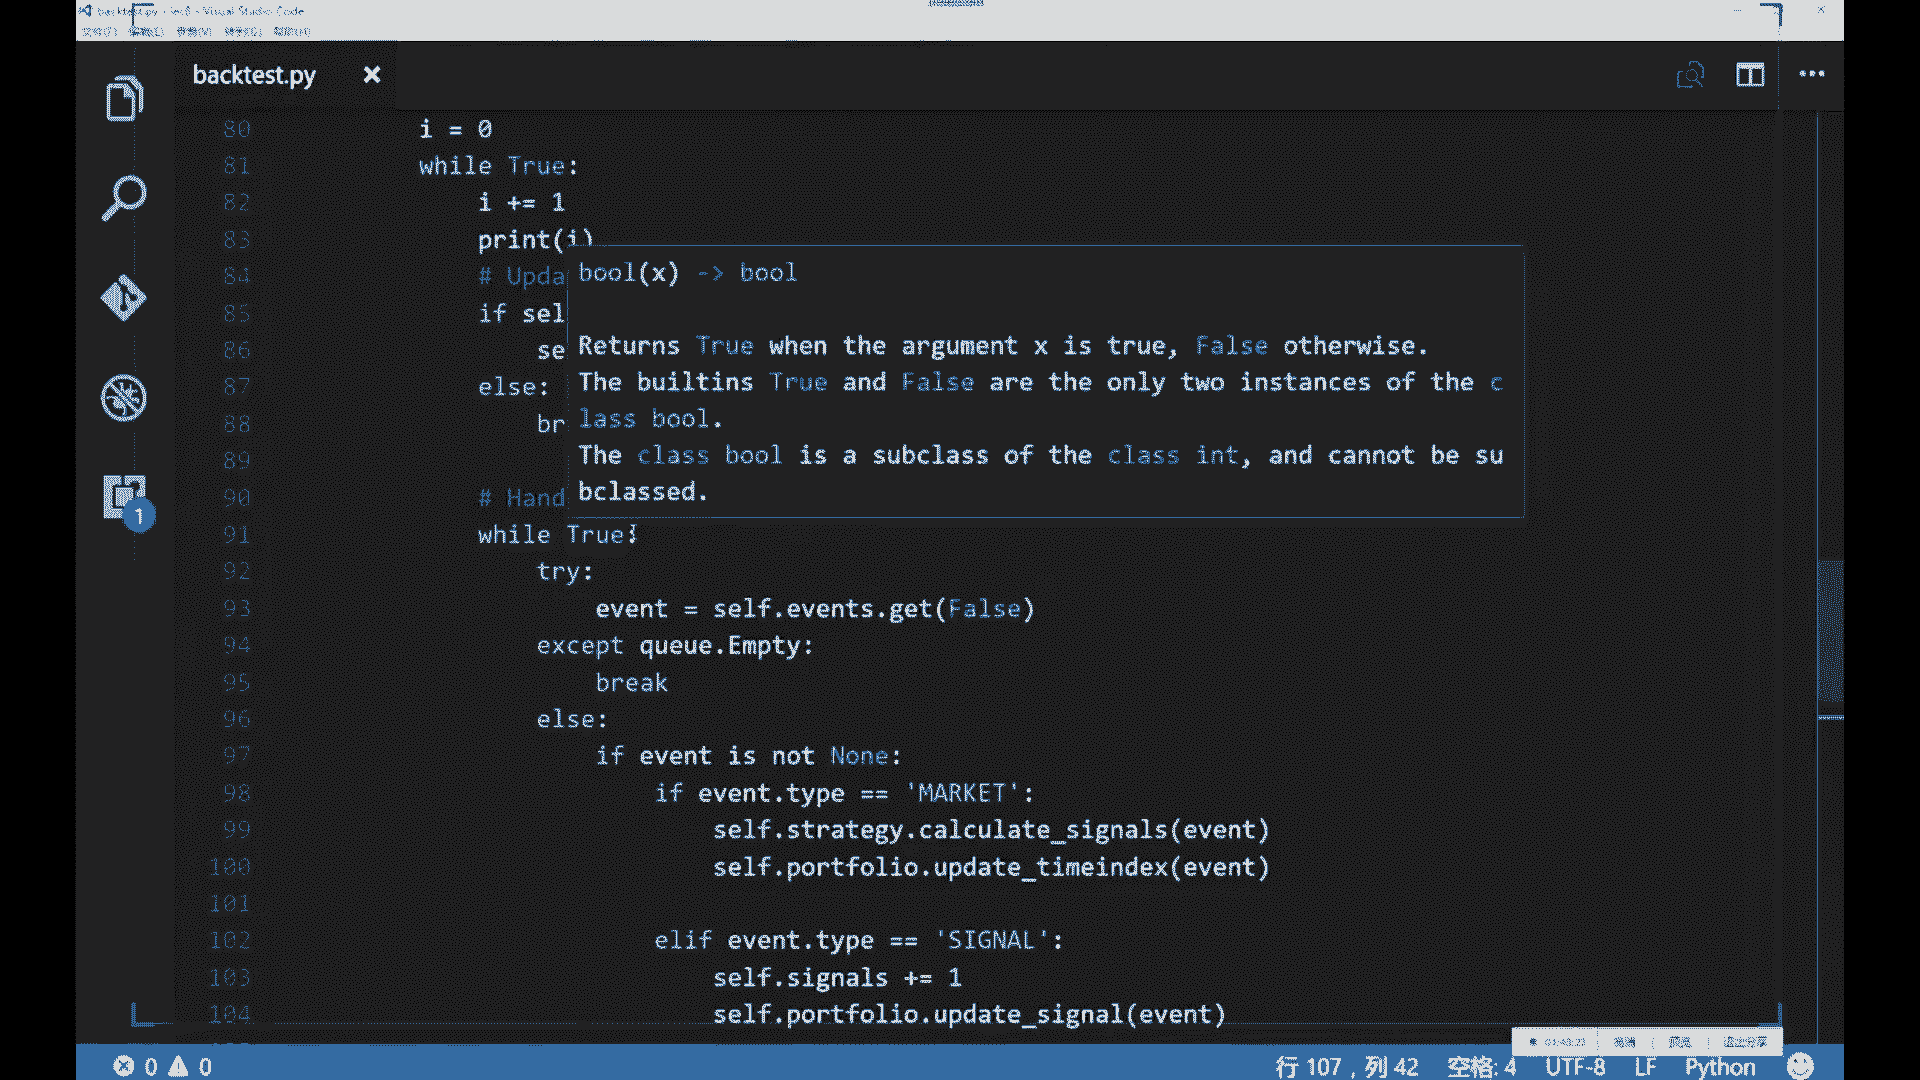 backtest.py - lec8 - Visual Studio Code
backtest.py
80 i = 0
81 while True:
82 i += 1
83 print(i)
84 # Upda
85 if sel
86 se
87 else:
88 br
89
90 # Hand
bool(x) -> bool
Returns True when the argument x is true, False otherwise.
The builtins True and False are the only two instances of the c
lass bool.
The class bool is a subclass of the class int, and cannot be su
bclassed.
91 while True:
92 try:
93 event = self.events.get(False)
94 except queue.Empty:
95 break
96 else:
97 if event is not None:
98 if event.type == 'MARKET':
99 self.strategy.calculate_signals(event)
100 self.portfolio.update_timeindex(event)
101
102 elif event.type == 'SIGNAL':
103 self.signals += 1
104 self.portfolio.update_signal(event)
1
0 0
行 107，列 42 空格: 4 UTF-8 LF Python